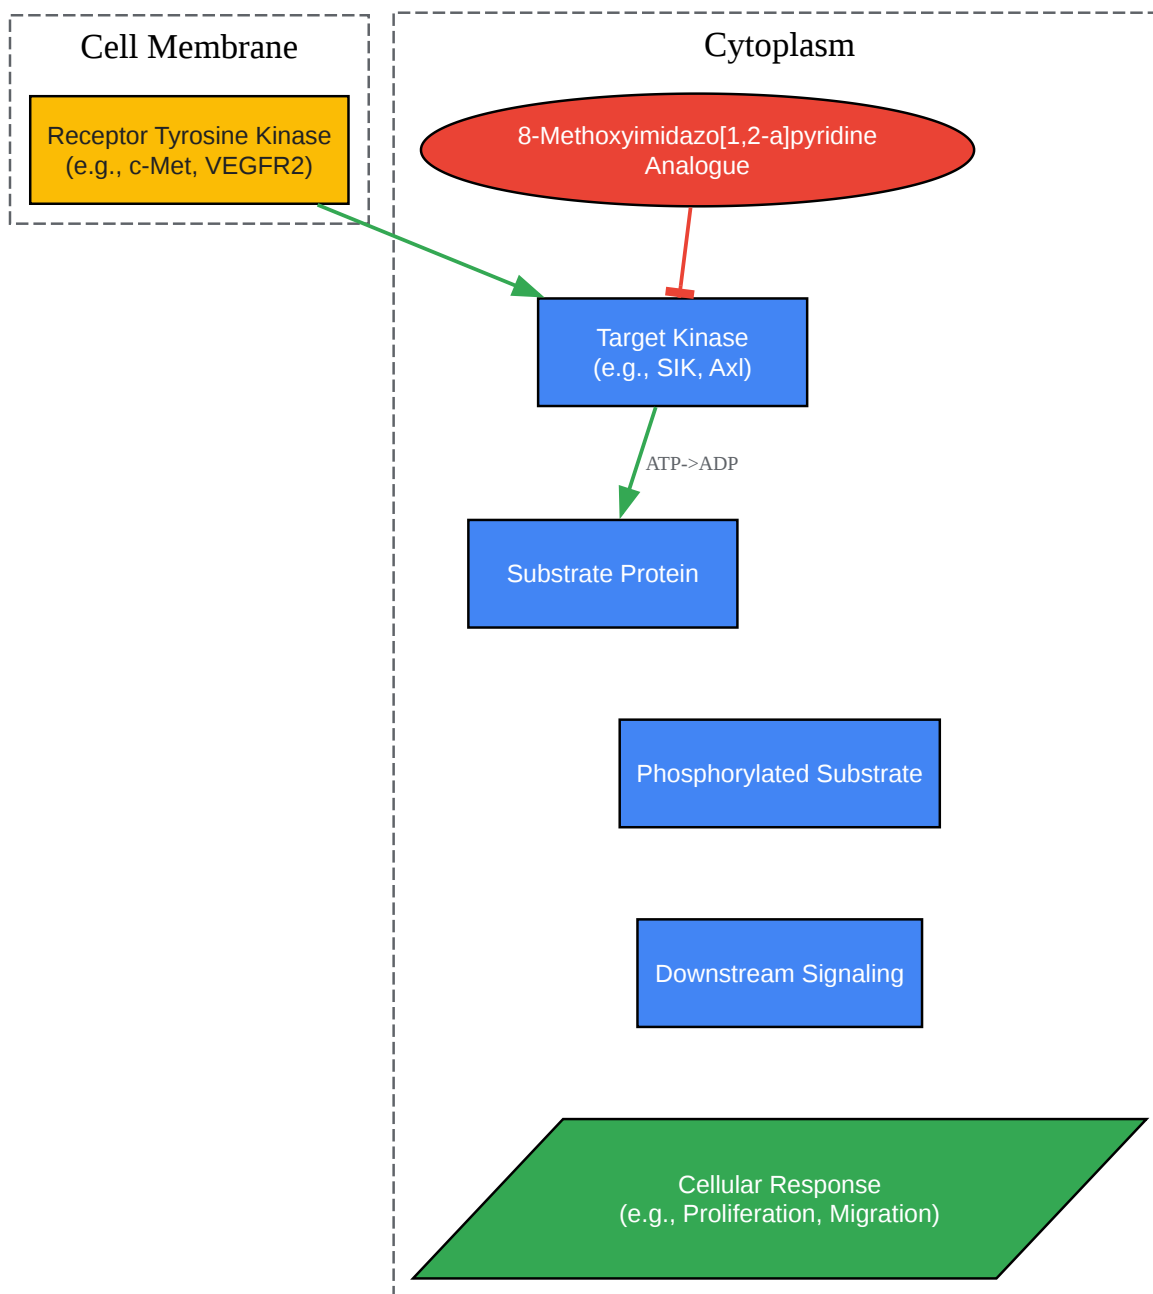 Cell Membrane
Cytoplasm
Receptor Tyrosine Kinase
(e.g., c-Met, VEGFR2)
8-Methoxyimidazo[1,2-a]pyridine
Analogue
Target Kinase
(e.g., SIK, Axl)
ATP->ADP
Substrate Protein
Phosphorylated Substrate
Downstream Signaling
Cellular Response
(e.g., Proliferation, Migration)